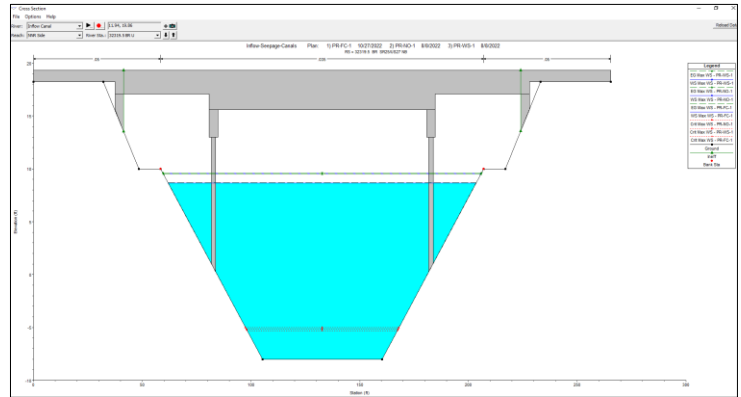 Cross Section
File Options Help
River: Inflow Canal
Reload Data
Reach: River Sta.:
Inflow Seepage-Canals Plan: 1) PR-FC-1 10/27/2022 2) PR-NO-1 8/8/2022 3) PR-WS-1 8/8/2022
Legend
EG Max WS - PR-WS-1
WS Max WS - PR-WS-1
EG Max WS - PR-NO-1
WS Max WS - PR-NO-1
EG Max WS - PR-FC-1
WS Max WS - PR-FC-1
Crit Max WS - PR-NO-1
Crit Max WS - PR-WS-1
Crit Max WS - PR-FC-1
Ground
Ineff
Bank Sta
Elevation (ft)
20
15
10
5
0
-5
-10
0 50 100 150 200 250 300
Station (ft)